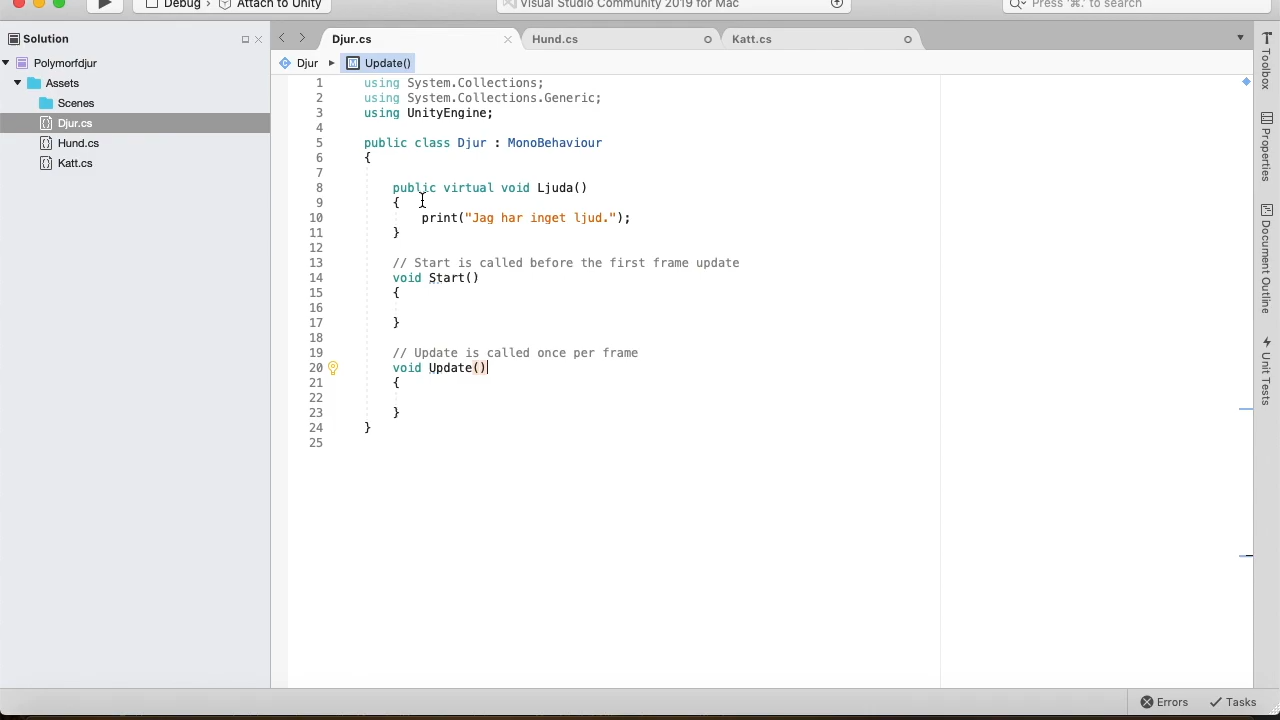 Debug › Attach to Unity
Visual Studio Community 2019 for Mac
Press '⌘.' to search
Solution
Polymorfdjur
Assets
Scenes
Djur.cs
Hund.cs
Katt.cs
Djur.cs
Hund.cs
Katt.cs
Djur
Update()
1 using System.Collections;
2 using System.Collections.Generic;
3 using UnityEngine;
4
5 public class Djur : MonoBehaviour
6 {
7
8 public virtual void Ljuda()
9 {
10 print("Jag har inget ljud.");
11 }
12
13 // Start is called before the first frame update
14 void Start()
15 {
16
17 }
18
19 // Update is called once per frame
20 void Update()
21 {
22
23 }
24 }
25
Toolbox
Properties
Document Outline
Unit Tests
Errors
Tasks